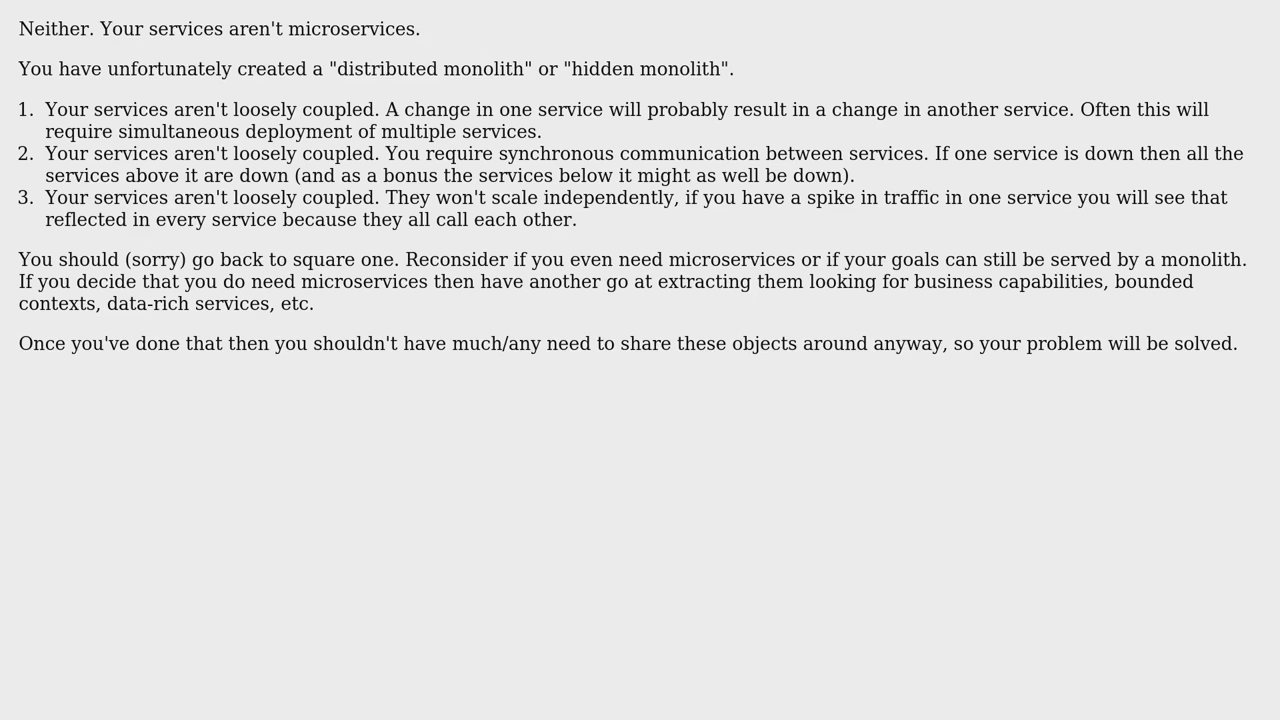 Neither. Your services aren't microservices.
You have unfortunately created a "distributed monolith" or "hidden monolith".
1. Your services aren't loosely coupled. A change in one service will probably result in a change in another service. Often this will
require simultaneous deployment of multiple services.
2. Your services aren't loosely coupled. You require synchronous communication between services. If one service is down then all the
services above it are down (and as a bonus the services below it might as well be down).
3. Your services aren't loosely coupled. They won't scale independently, if you have a spike in traffic in one service you will see that
reflected in every service because they all call each other.
You should (sorry) go back to square one. Reconsider if you even need microservices or if your goals can still be served by a monolith.
If you decide that you do need microservices then have another go at extracting them looking for business capabilities, bounded
contexts, data-rich services, etc.
Once you've done that then you shouldn't have much/any need to share these objects around anyway, so your problem will be solved.